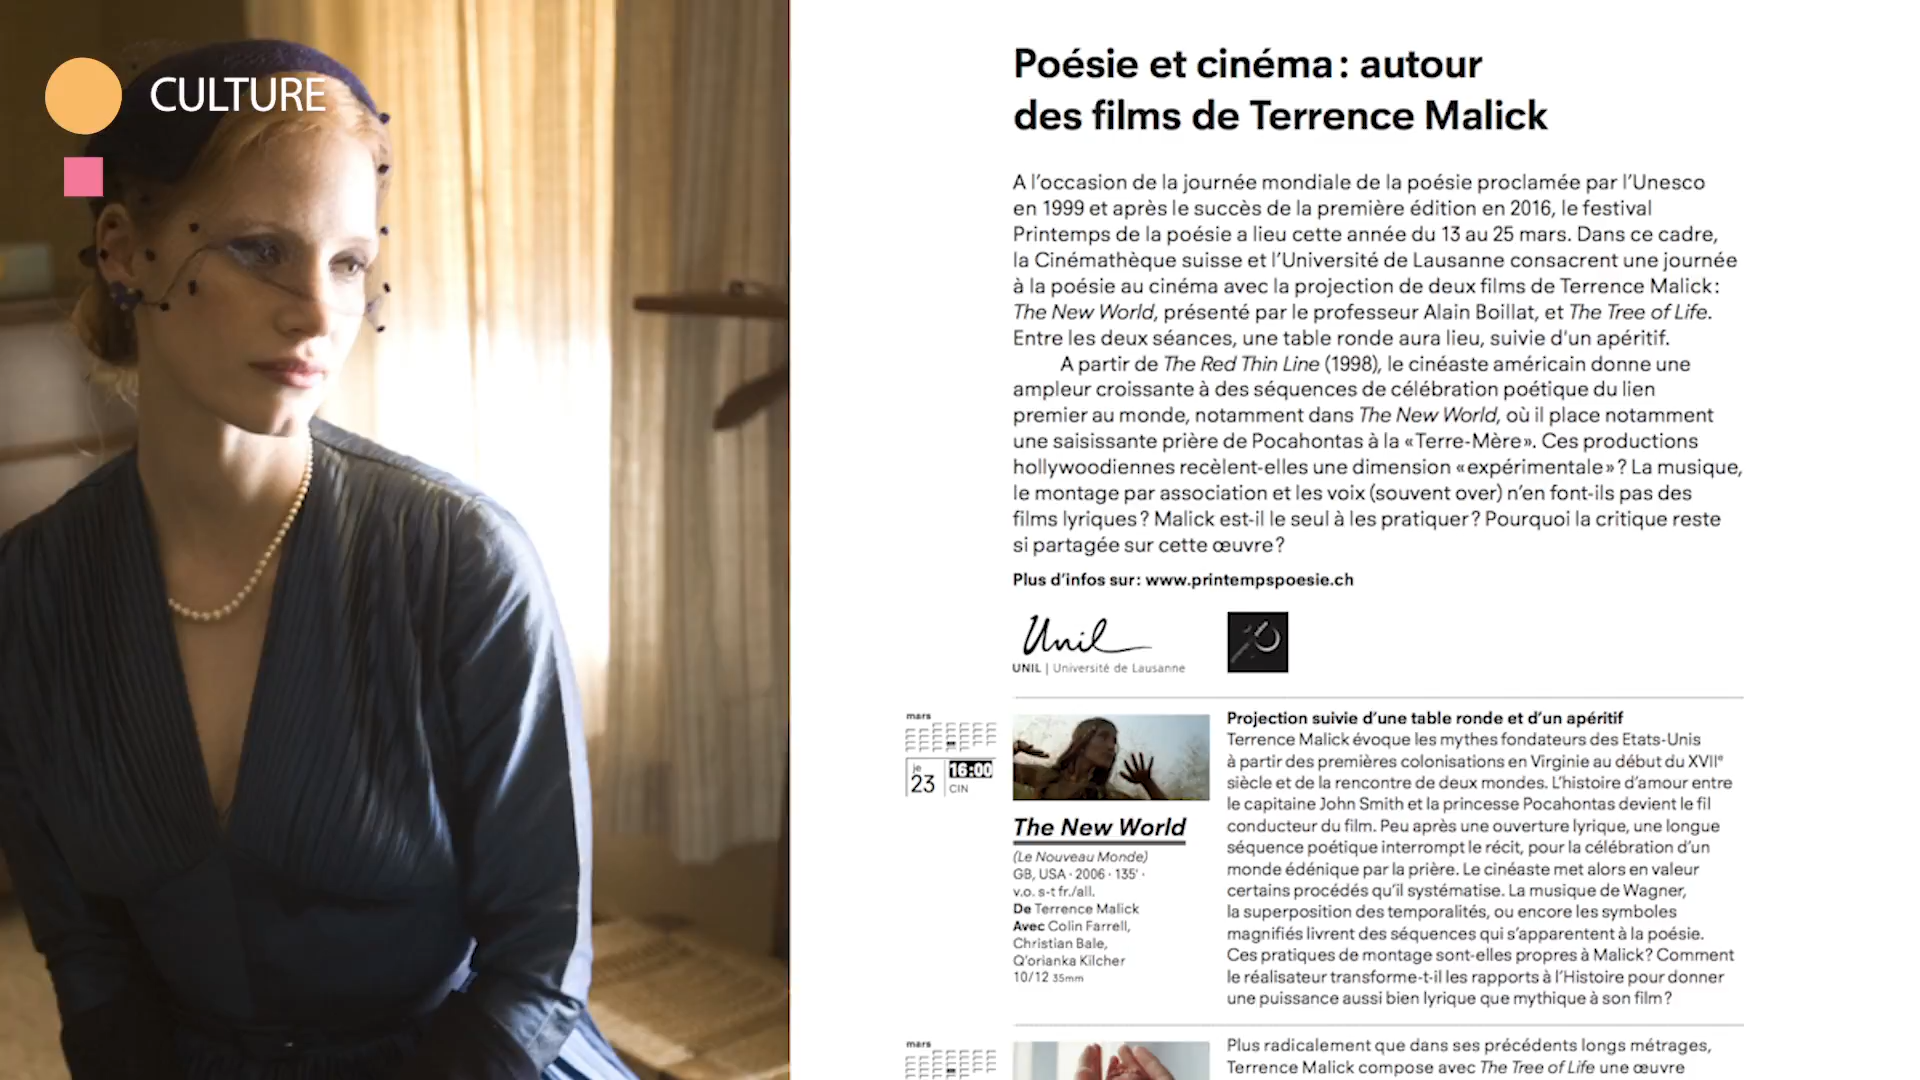 CULTURE
Poésie et cinéma : autour
des films de Terrence Malick
A l’occasion de la journée mondiale de la poésie proclamée par l’Unesco
en 1999 et après le succès de la première édition en 2016, le festival
Printemps de la poésie a lieu cette année du 13 au 25 mars. Dans ce cadre,
la Cinémathèque suisse et l’Université de Lausanne consacrent une journée
à la poésie au cinéma avec la projection de deux films de Terrence Malick :
The New World, présenté par le professeur Alain Boillat, et The Tree of Life.
Entre les deux séances, une table ronde aura lieu, suivie d’un apéritif.
A partir de The Red Thin Line (1998), le cinéaste américain donne une
ampleur croissante à des séquences de célébration poétique du lien
premier au monde, notamment dans The New World, où il place notamment
une saisissante prière de Pocahontas à la «Terre-Mère». Ces productions
hollywoodiennes recèlent-elles une dimension «expérimentale» ? La musique,
le montage par association et les voix (souvent over) n’en font-ils pas des
films lyriques ? Malick est-il le seul à les pratiquer ? Pourquoi la critique reste
si partagée sur cette œuvre ?
Plus d’infos sur : www.printempspoesie.ch
Unil
UNIL | Université de Lausanne
mars
je
23
16:00
CIN
The New World
(Le Nouveau Monde)
GB, USA · 2006 · 135’ ·
v.o. s-t fr./all.
De Terrence Malick
Avec Colin Farrell,
Christian Bale,
Q’orianka Kilcher
10/12 35mm
Projection suivie d’une table ronde et d’un apéritif
Terrence Malick évoque les mythes fondateurs des Etats-Unis
à partir des premières colonisations en Virginie au début du XVIIe
siècle et de la rencontre de deux mondes. L’histoire d’amour entre
le capitaine John Smith et la princesse Pocahontas devient le fil
conducteur du film. Peu après une ouverture lyrique, une longue
séquence poétique interrompt le récit, pour la célébration d’un
monde édénique par la prière. Le cinéaste met alors en valeur
certains procédés qu’il systématise. La musique de Wagner,
la superposition des temporalités, ou encore les symboles
magnifiés livrent des séquences qui s’apparentent à la poésie.
Ces pratiques de montage sont-elles propres à Malick ? Comment
le réalisateur transforme-t-il les rapports à l’Histoire pour donner
une puissance aussi bien lyrique que mythique à son film ?
mars
Plus radicalement que dans ses précédents longs métrages,
Terrence Malick compose avec The Tree of Life une œuvre